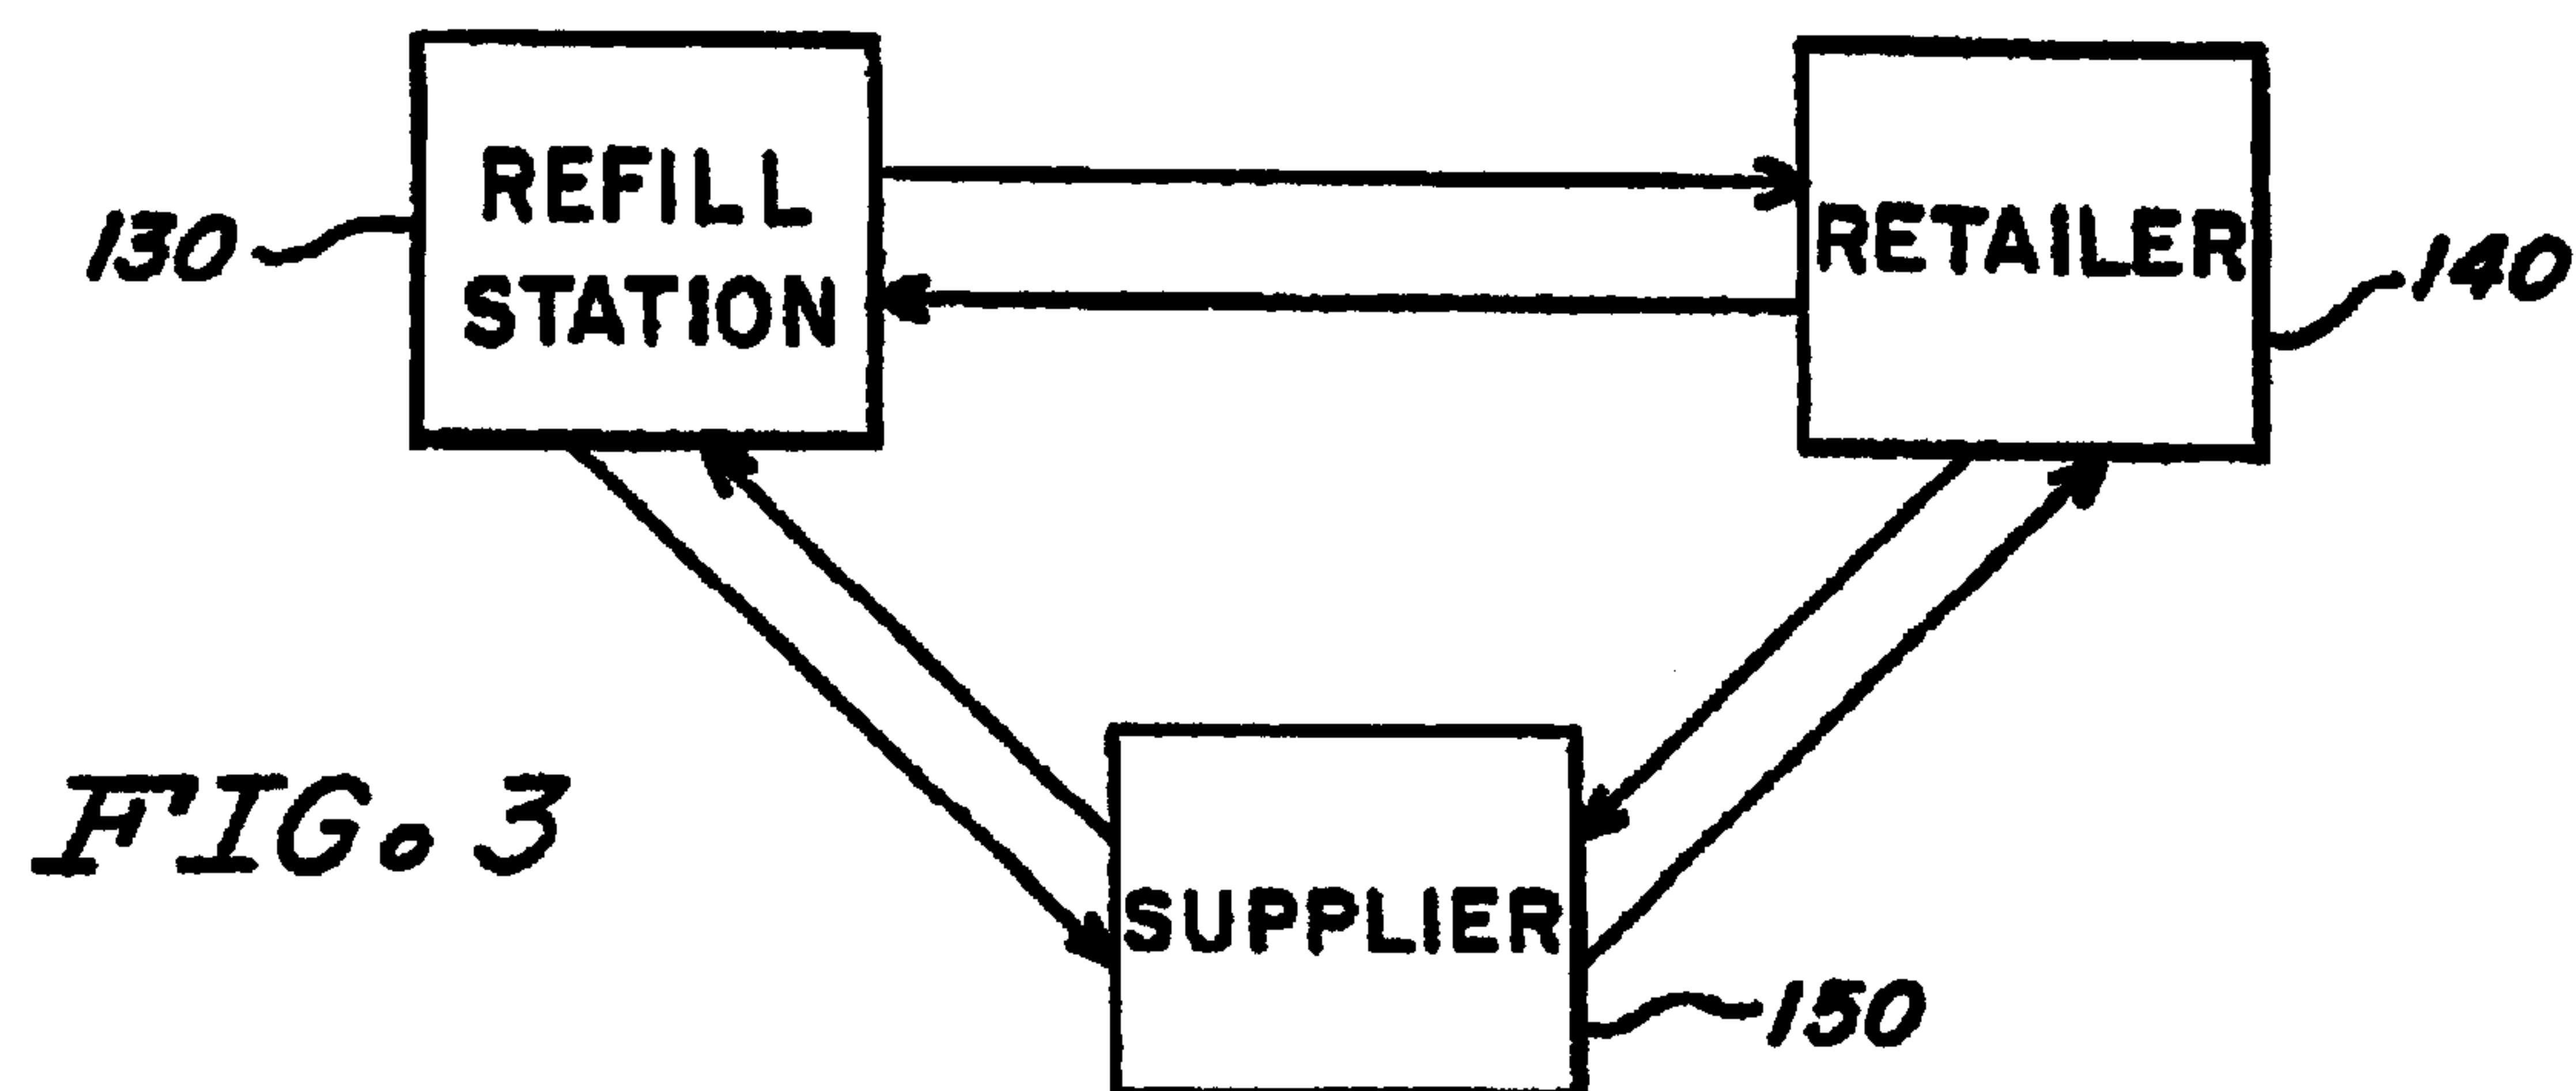 REFILL
STATION
130
RETAILER
140
SUPPLIER
150
FIG. 3